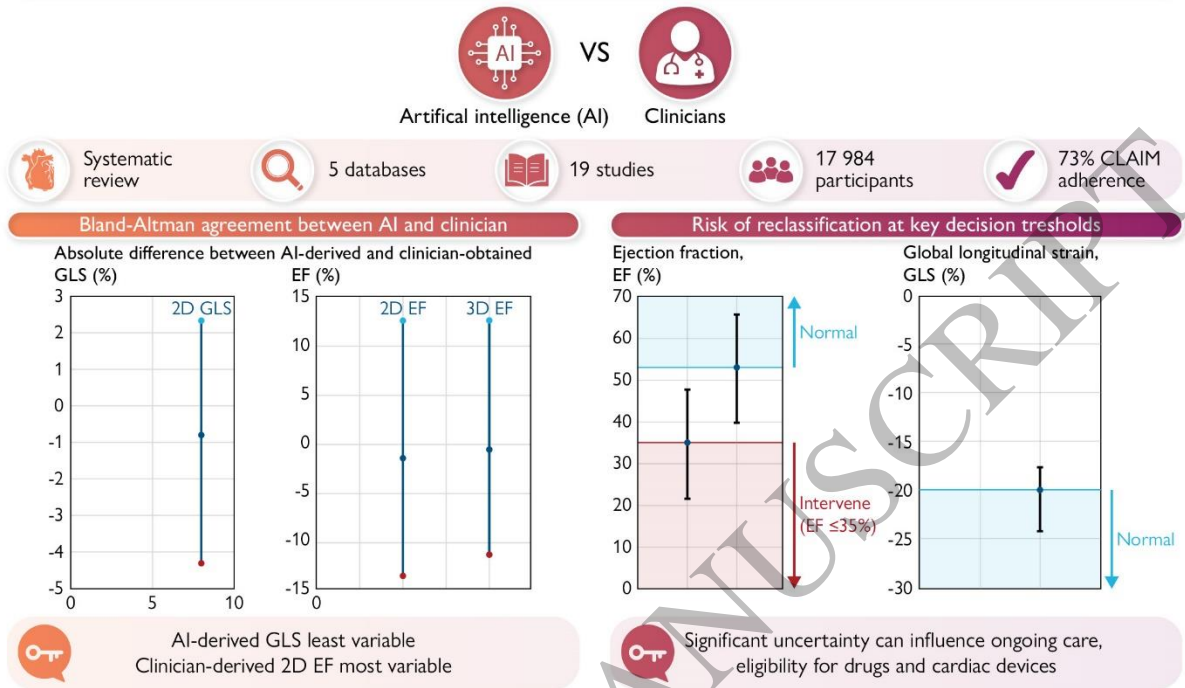 AI
VS
Artifical intelligence (AI)
Clinicians
Systematic
review
5 databases
19 studies
17 984
participants
73% CLAIM
adherence
Bland-Altman agreement between AI and clinician
Absolute difference between AI-derived and clinician-obtained
GLS (%)
3
2
1
0
-1
-2
-3
-4
-5
0
5
10
2D GLS
EF (%)
15
10
5
0
-5
-10
-15
0
2D EF
3D EF
Risk of reclassification at key decision tresholds
Ejection fraction,
EF (%)
70
60
50
40
30
20
10
0
Normal
Intervene
(EF ≤35%)
Global longitudinal strain,
GLS (%)
0
-5
-10
-15
-20
-25
-30
Normal
AI-derived GLS least variable
Clinician-derived 2D EF most variable
Significant uncertainty can influence ongoing care,
eligibility for drugs and cardiac devices
ANUSCRIPT